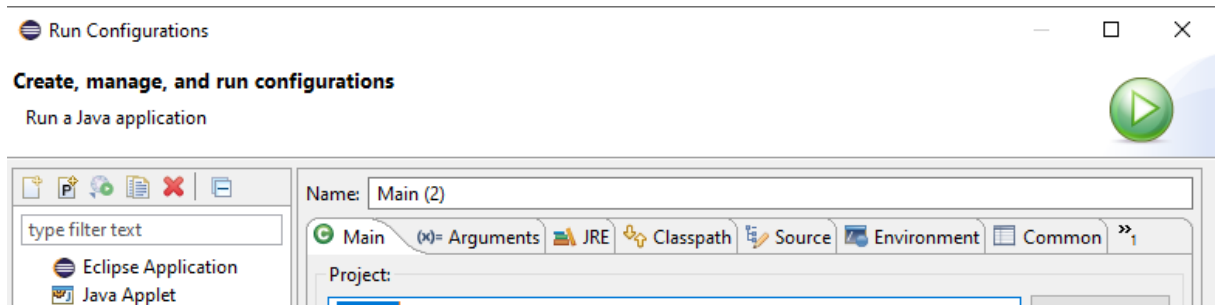 Run Configurations
Create, manage, and run configurations
Run a Java application
Name: Main (2)
type filter text
Main (x)= Arguments JRE Classpath Source Environment Common »1
Eclipse Application
Project:
Java Applet